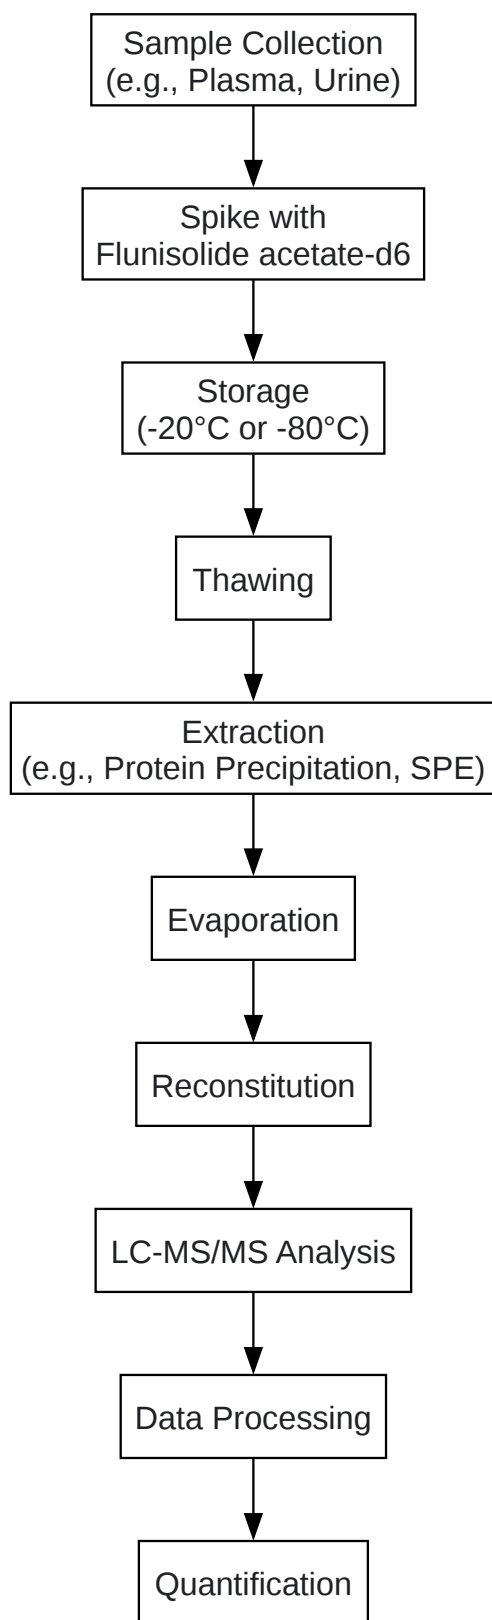 Sample Collection
(e.g., Plasma, Urine)
Spike with
Flunisolide acetate-d6
Storage
(-20°C or -80°C)
Thawing
Extraction
(e.g., Protein Precipitation, SPE)
Evaporation
Reconstitution
LC-MS/MS Analysis
Data Processing
Quantification